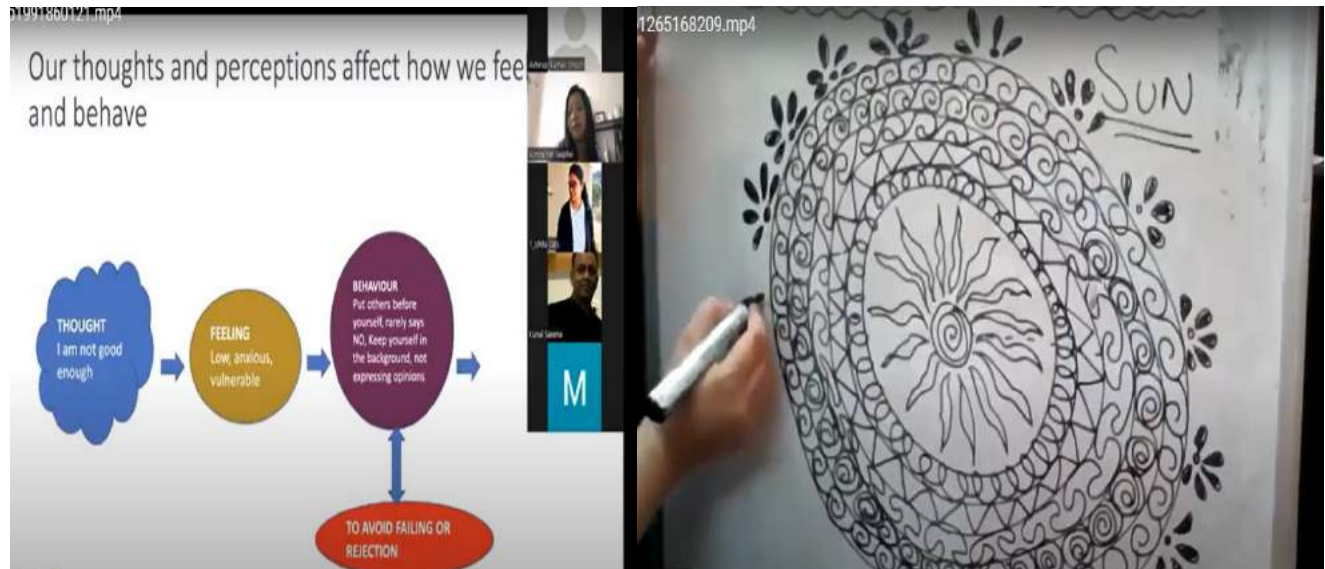 01991860121.mp4
Our thoughts and perceptions affect how we fee
and behave
THOUGHT
I am not good
enough
FEELING
Low, anxious,
vulnerable
BEHAVIOUR
Put others before
yourself, rarely says
NO, Keep yourself in
the background, not
expressing opinions
TO AVOID FAILING OR
REJECTION
Kunal Saxena
M
1265168209.mp4
SUN